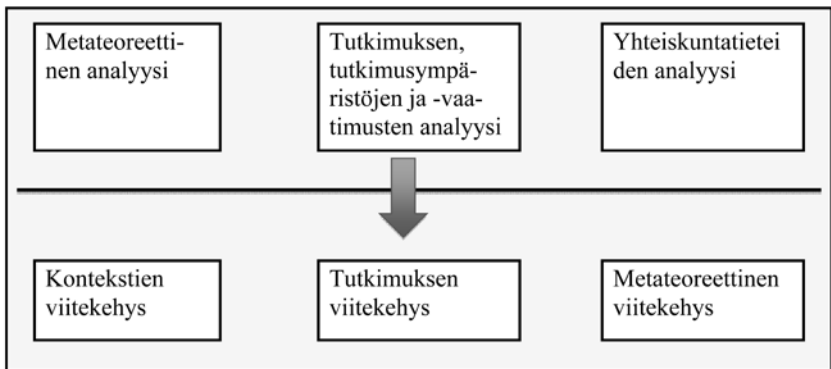 Metateoreetti-
nen analyysi
Tutkimuksen,
tutkimusympä-
ristöjen ja -vaa-
timusten analyysi
Yhteiskuntatietei
den analyysi
Kontekstien
viitekehys
Tutkimuksen
viitekehys
Metateoreettinen
viitekehys